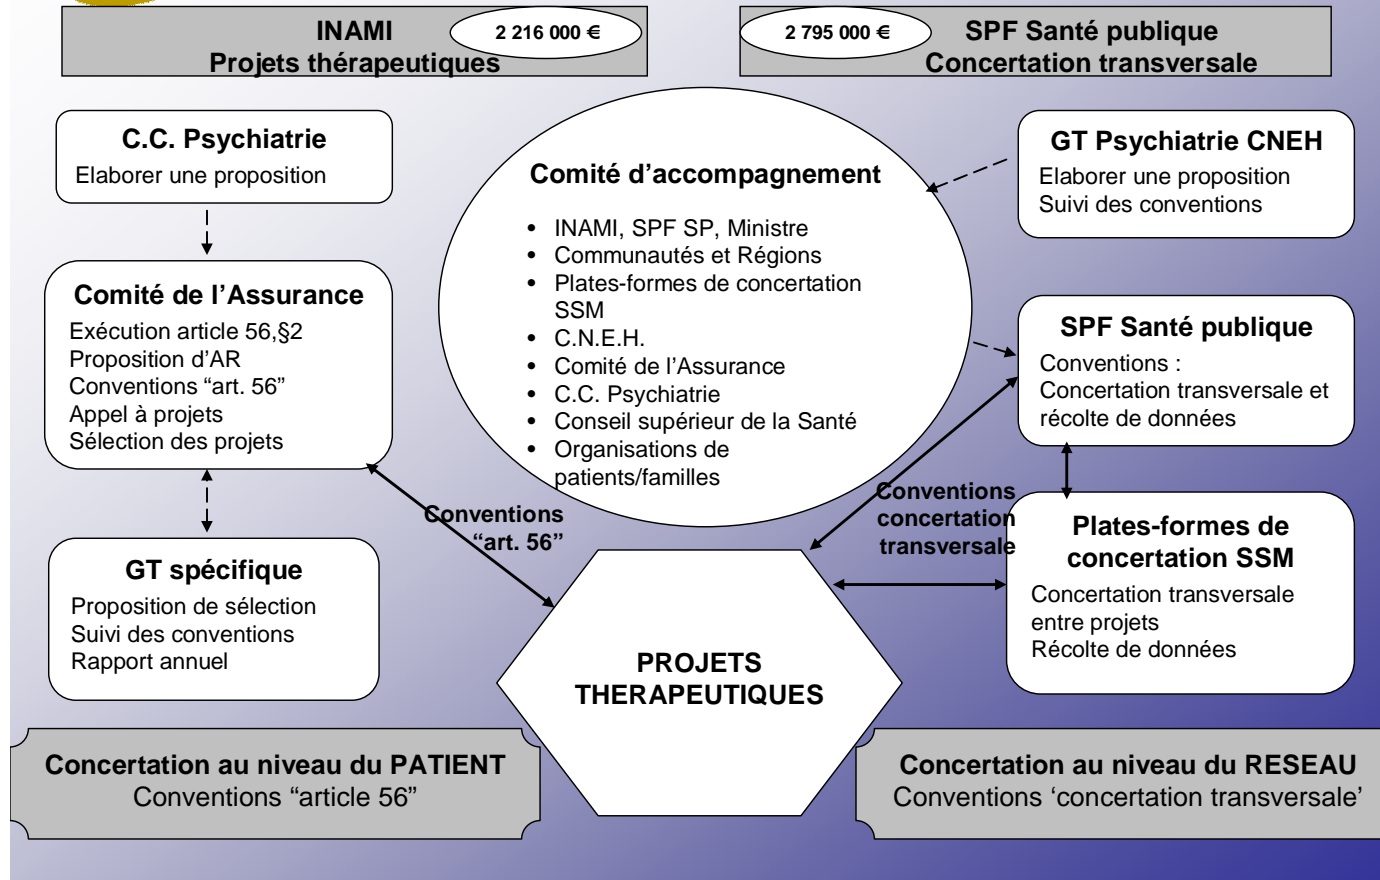 INAMI
Projets thérapeutiques
2 216 000 €
2 795 000 €
SPF Santé publique
Concertation transversale
C.C. Psychiatrie
Elaborer une proposition
Comité de l’Assurance
Exécution article 56,§2
Proposition d’AR
Conventions “art. 56”
Appel à projets
Sélection des projets
GT spécifique
Proposition de sélection
Suivi des conventions
Rapport annuel
Comité d’accompagnement
• INAMI, SPF SP, Ministre
• Communautés et Régions
• Plates-formes de concertation
SSM
• C.N.E.H.
• Comité de l’Assurance
• C.C. Psychiatrie
• Conseil supérieur de la Santé
• Organisations de
patients/familles
GT Psychiatrie CNEH
Elaborer une proposition
Suivi des conventions
SPF Santé publique
Conventions :
Concertation transversale et
récolte de données
Plates-formes de
concertation SSM
Concertation transversale
entre projets
Récolte de données
Conventions
“art. 56”
Conventions
concertation
transversale
PROJETS
THERAPEUTIQUES
Concertation au niveau du PATIENT
Conventions “article 56”
Concertation au niveau du RESEAU
Conventions ‘concertation transversale’